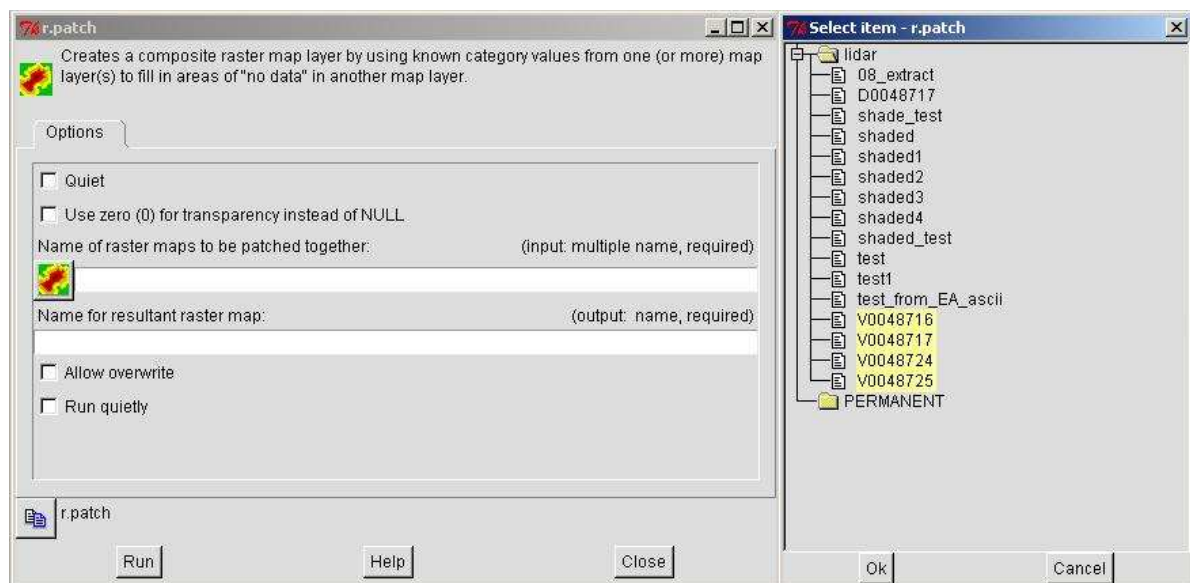 r.patch
Creates a composite raster map layer by using known category values from one (or more) map
layer(s) to fill in areas of "no data" in another map layer.
Options
Quiet
Use zero (0) for transparency instead of NULL
Name of raster maps to be patched together: (input: multiple name, required)
Name for resultant raster map: (output: name, required)
Allow overwrite
Run quietly
r.patch
Run Help Close
Select item - r.patch
lidar
08_extract
D0048717
shade_test
shaded
shaded1
shaded2
shaded3
shaded4
shaded_test
test
test1
test_from_EA_ascii
V0048716
V0048717
V0048724
V0048725
PERMANENT
Ok Cancel